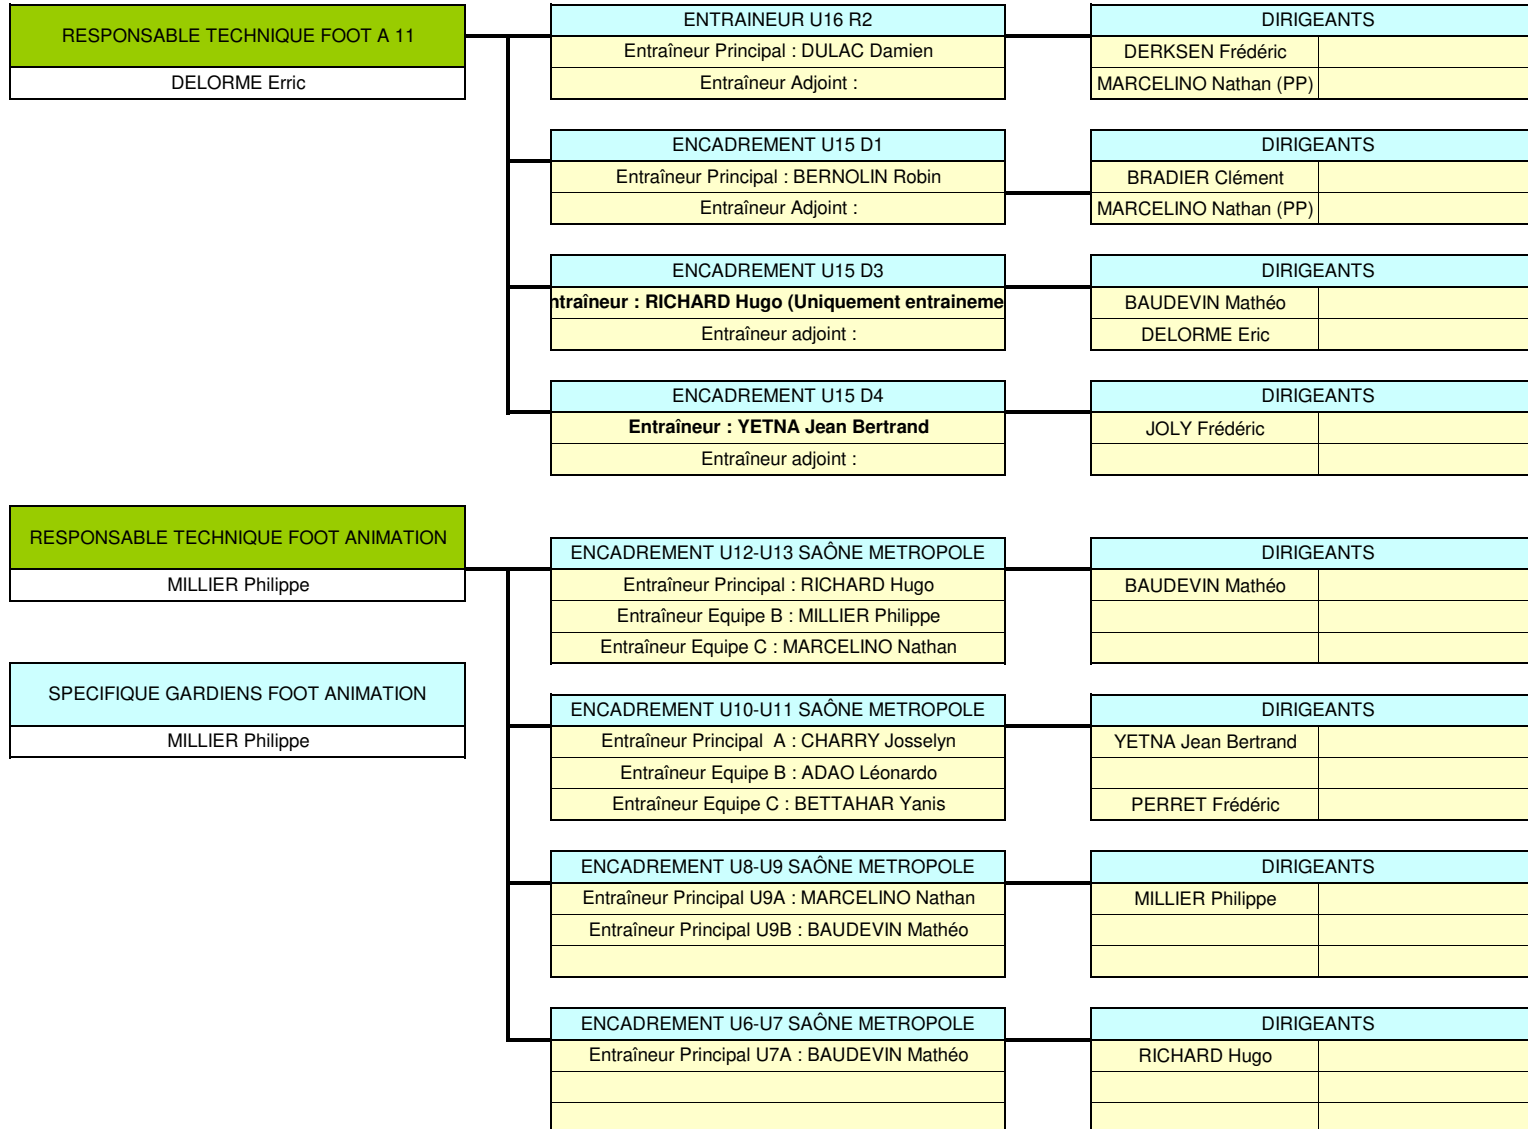 RESPONSABLE TECHNIQUE FOOT A 11
DELORME Erric
ENTRAINEUR U16 R2
Entraîneur Principal : DULAC Damien
Entraîneur Adjoint :
DIRIGEANTS
DERKSEN Frédéric
MARCELINO Nathan (PP)
ENCADREMENT U15 D1
Entraîneur Principal : BERNOLIN Robin
Entraîneur Adjoint :
DIRIGEANTS
BRADIER Clément
MARCELINO Nathan (PP)
ENCADREMENT U15 D3
ntraîneur : RICHARD Hugo (Uniquement entraineme
Entraîneur adjoint :
DIRIGEANTS
BAUDEVIN Mathéo
DELORME Eric
ENCADREMENT U15 D4
Entraîneur : YETNA Jean Bertrand
Entraîneur adjoint :
DIRIGEANTS
JOLY Frédéric
RESPONSABLE TECHNIQUE FOOT ANIMATION
MILLIER Philippe
SPECIFIQUE GARDIENS FOOT ANIMATION
MILLIER Philippe
ENCADREMENT U12-U13 SAÔNE METROPOLE
Entraîneur Principal : RICHARD Hugo
Entraîneur Equipe B : MILLIER Philippe
Entraîneur Equipe C : MARCELINO Nathan
DIRIGEANTS
BAUDEVIN Mathéo
ENCADREMENT U10-U11 SAÔNE METROPOLE
Entraîneur Principal  A : CHARRY Josselyn
Entraîneur Equipe B : ADAO Léonardo
Entraîneur Equipe C : BETTAHAR Yanis
DIRIGEANTS
YETNA Jean Bertrand
PERRET Frédéric
ENCADREMENT U8-U9 SAÔNE METROPOLE
Entraîneur Principal U9A : MARCELINO Nathan
Entraîneur Principal U9B : BAUDEVIN Mathéo
DIRIGEANTS
MILLIER Philippe
ENCADREMENT U6-U7 SAÔNE METROPOLE
Entraîneur Principal U7A : BAUDEVIN Mathéo
DIRIGEANTS
RICHARD Hugo